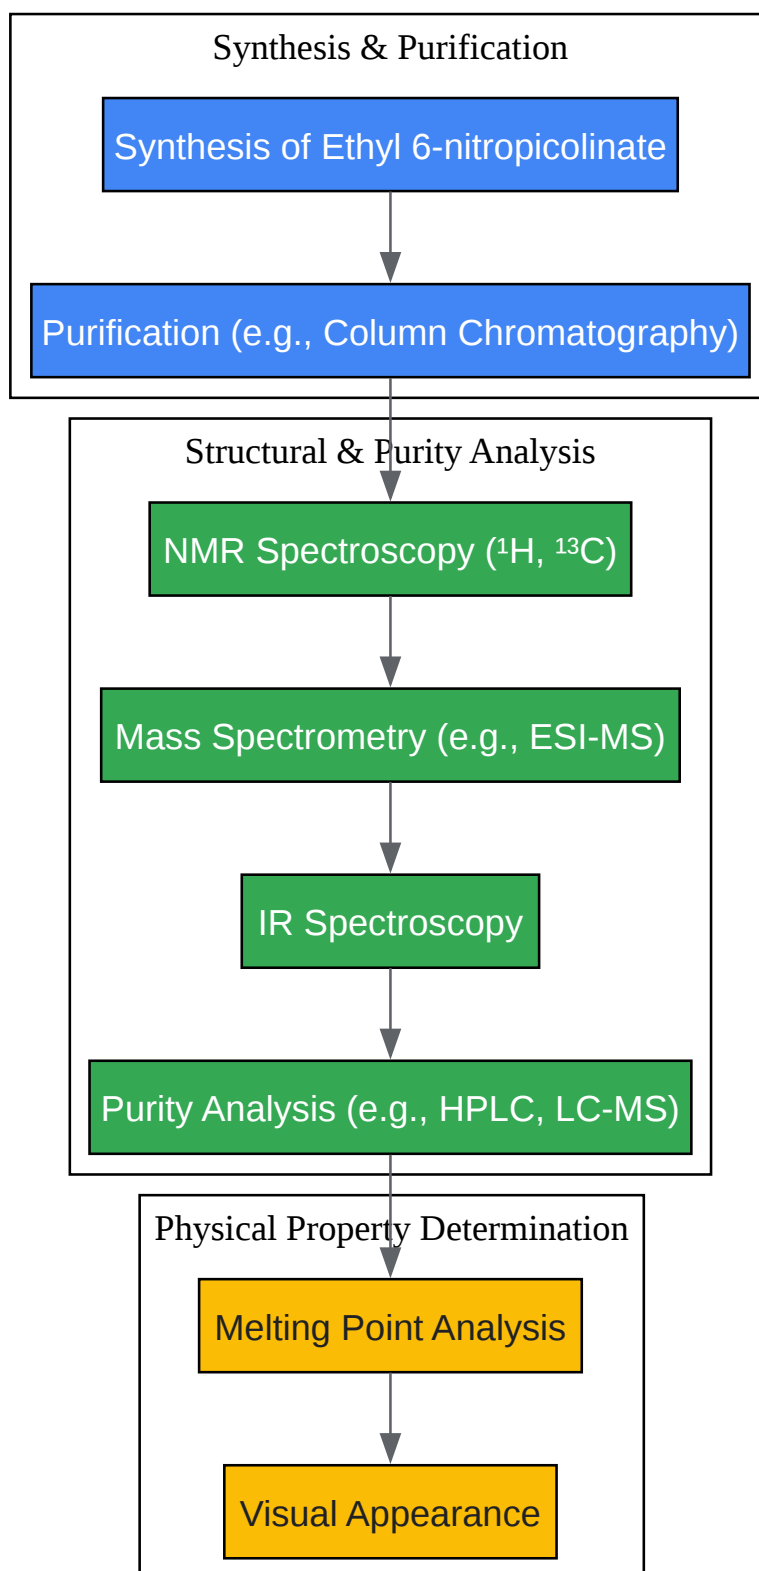 Synthesis & Purification
Synthesis of Ethyl 6-nitropicolinate
Purification (e.g., Column Chromatography)
Structural & Purity Analysis
NMR Spectroscopy (¹H, ¹³C)
Mass Spectrometry (e.g., ESI-MS)
IR Spectroscopy
Purity Analysis (e.g., HPLC, LC-MS)
Physical Property Determination
Melting Point Analysis
Visual Appearance